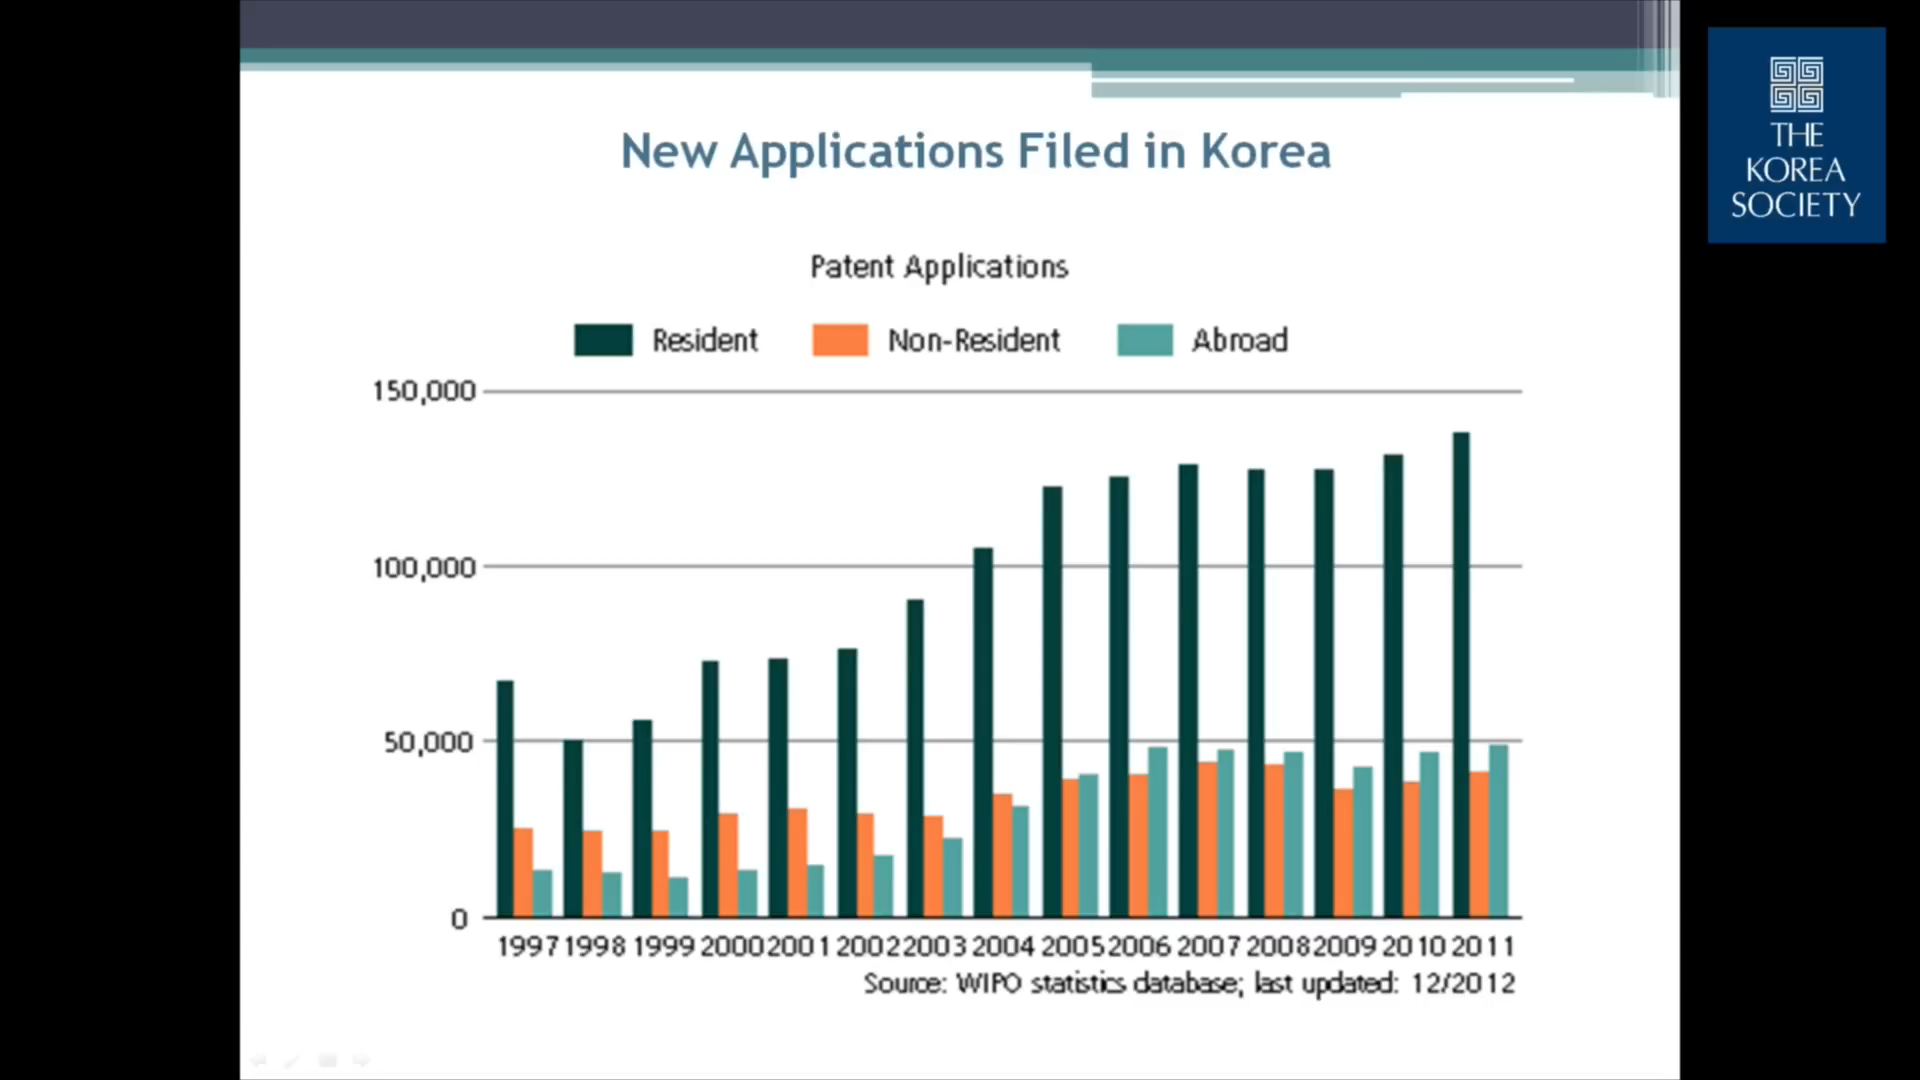 New Applications Filed in Korea
THE
KOREA
SOCIETY
Patent Applications
Resident Non-Resident Abroad
150,000
100,000
50,000
0
1997 1998 1999 2000 2001 2002 2003 2004 2005 2006 2007 2008 2009 2010 2011
Source: WIPO statistics database; last updated: 12/2012